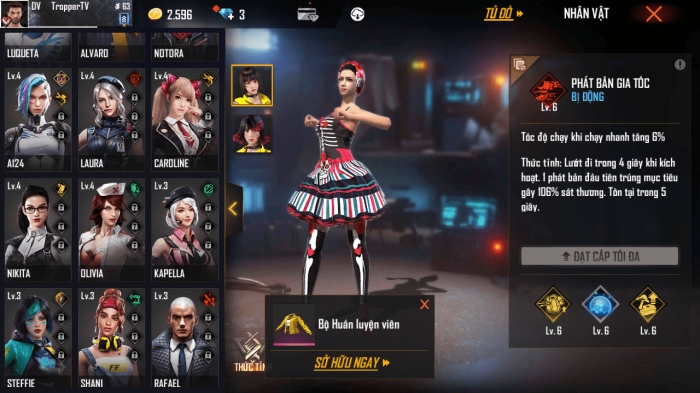 DV TropperTV # 63
2.596
3
TỦ ĐỒ
NHÂN VẬT
LUQUETA
ALVARO
NOTORA
Lv.4
Lv.4
Lv.4
A124
LAURA
CAROLINE
Lv.4
Lv.4
Lv.3
NIKITA
OLIVIA
KAPELLA
Lv.3
Lv.3
Lv.3
STEFFIE
SHANI
RAFAEL
FF
THỨC TỈNH
Bộ Huấn luyện viên
SỞ HỮU NGAY
PHÁT BẮN GIA TỐC
BỊ ĐỘNG
Lv. 6
Tốc độ chạy khi chạy nhanh tăng 6%
Thức tỉnh: Lướt đi trong 4 giây khi kích
hoạt. 1 phát bắn đầu tiên trúng mục tiêu
gây 106% sát thương. Tồn tại trong 5
giây.
ĐẠT CẤP TỐI ĐA
Lv. 6
Lv. 6
Lv. 6